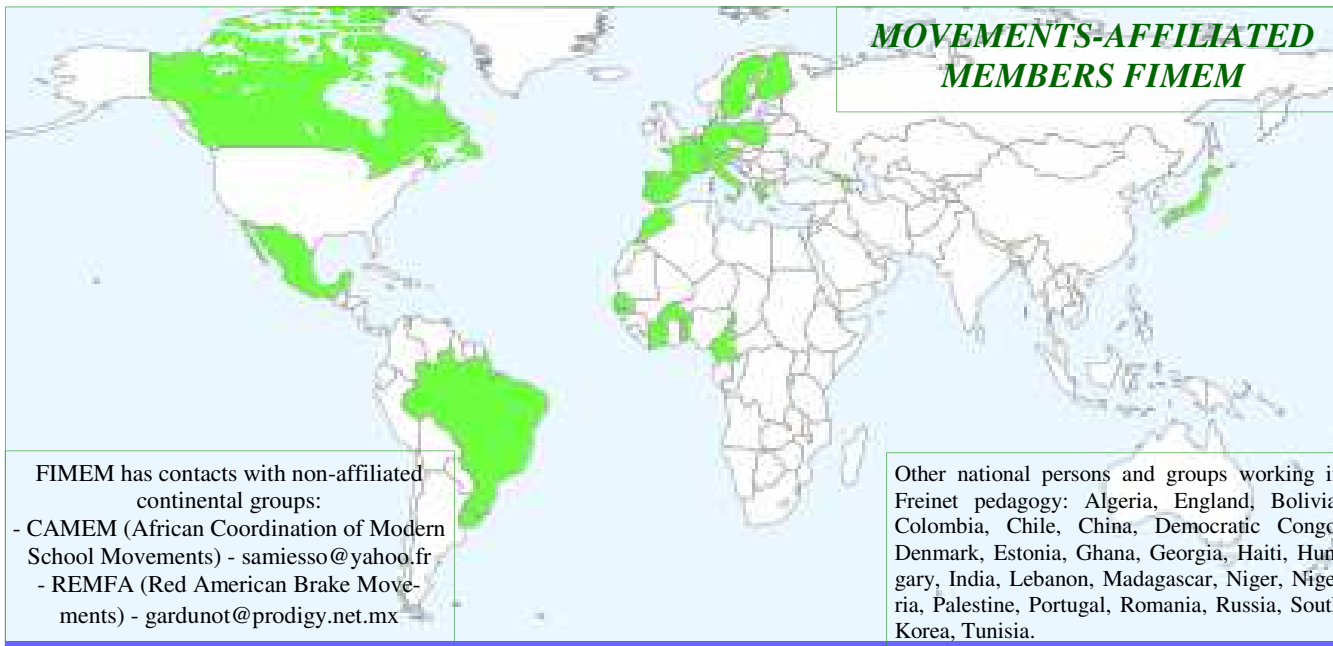 MOVEMENTS-AFFILIATED
MEMBERS FIMEM
FIMEM has contacts with non-affiliated
continental groups:
- CAMEM (African Coordination of Modern
School Movements) - samiesso@yahoo.fr
- REMFA (Red American Brake Move-
ments) - gardunot@prodigy.net.mx
Other national persons and groups working in
Freinet pedagogy: Algeria, England, Bolivia,
Colombia, Chile, China, Democratic Congo,
Denmark, Estonia, Ghana, Georgia, Haiti, Hun-
gary, India, Lebanon, Madagascar, Niger, Nige-
ria, Palestine, Portugal, Romania, Russia, South
Korea, Tunisia.